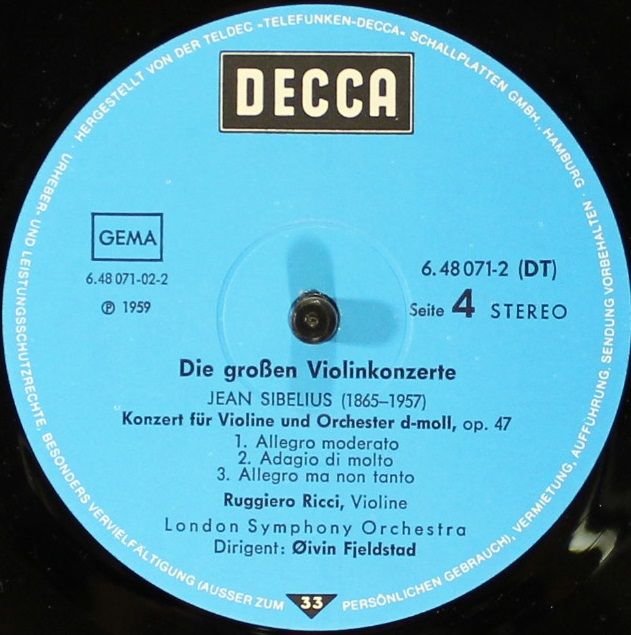 HERGESTELLT VON DER TELDEC »TELEFUNKEN-DECCA« SCHALLPLATTEN GMBH., HAMBURG ·
URHEBER- UND LEISTUNGSSCHUTZRECHTE, BESONDERS VERVIELFÄLTIGUNG (AUSSER ZUM PERSÖNLICHEN GEBRAUCH), VERMIETUNG, AUFFÜHRUNG, SENDUNG VORBEHALTEN ·
DECCA
GEMA
6.48 071-02-2
℗ 1959
6.48 071-2 (DT)
Seite 4 STEREO
Die großen Violinkonzerte
JEAN SIBELIUS (1865–1957)
Konzert für Violine und Orchester d-moll, op. 47
1. Allegro moderato
2. Adagio di molto
3. Allegro ma non tanto
Ruggiero Ricci, Violine
London Symphony Orchestra
Dirigent: Øivin Fjeldstad
33